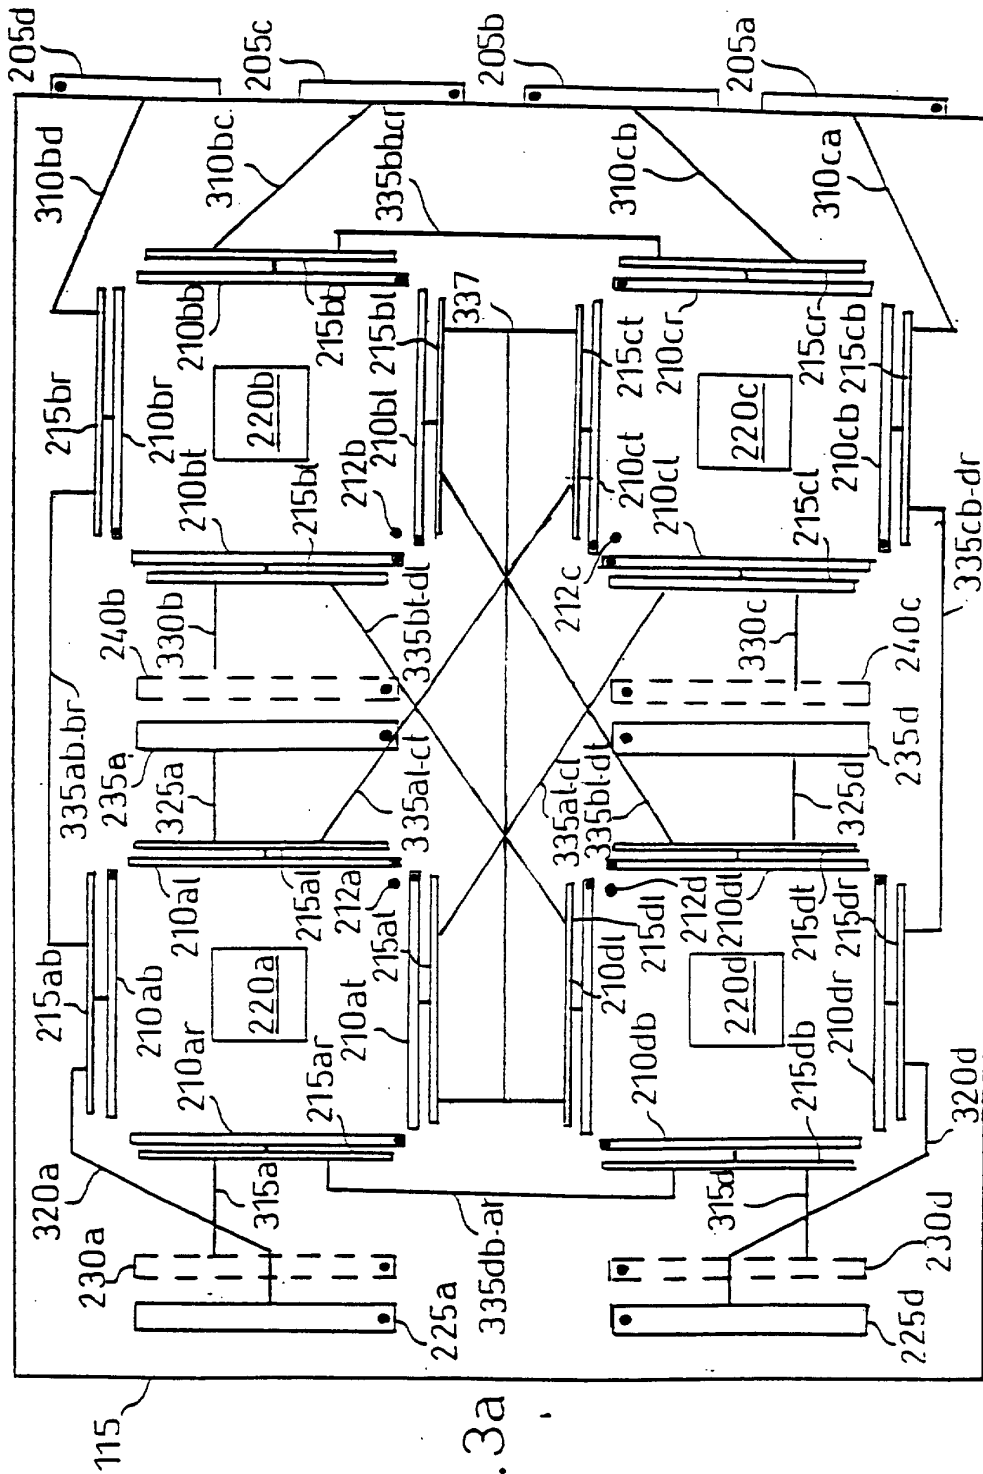 205d
205c
205b
205a
310bd
310bc
335bbcr
310cb
310ca
215br
210br
210bb
215bb
220b
210bt
215bt
212b
210bl
215bl
337
215ct
210ct
210cr
215cr
220c
210cl
215cl
212c
210cb
215cb
335ab.br
240b
330b
335bt-dl
330c
240c
335cb-dr
235a
325a
335al-ct
335al-cl
335bl-dt
325d
235d
215ab
210ab
210al
215al
212a
220a
210ar
215ar
210at
215at
215dl
210dl
212d
210dl
215dt
220d
210db
215db
210dr
215dr
320a
315a
335db-ar
315d
320d
230a
225a
230d
225d
115
. 3a